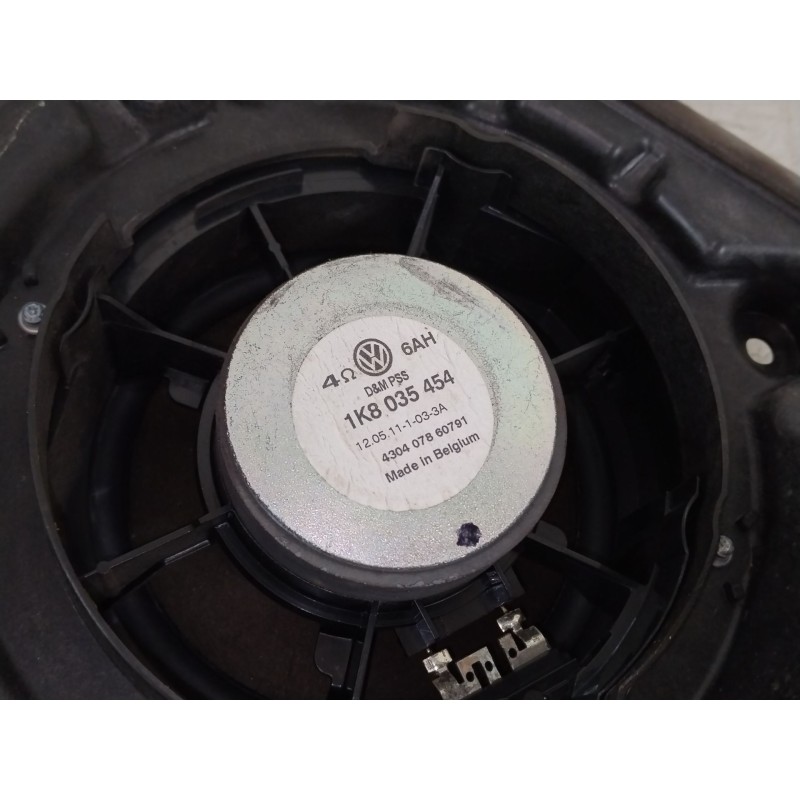 4Ω 6AH
D&M PSS
1K8 035 454
12.05.11-1-03-3A
4304 078 60791
Made in Belgium